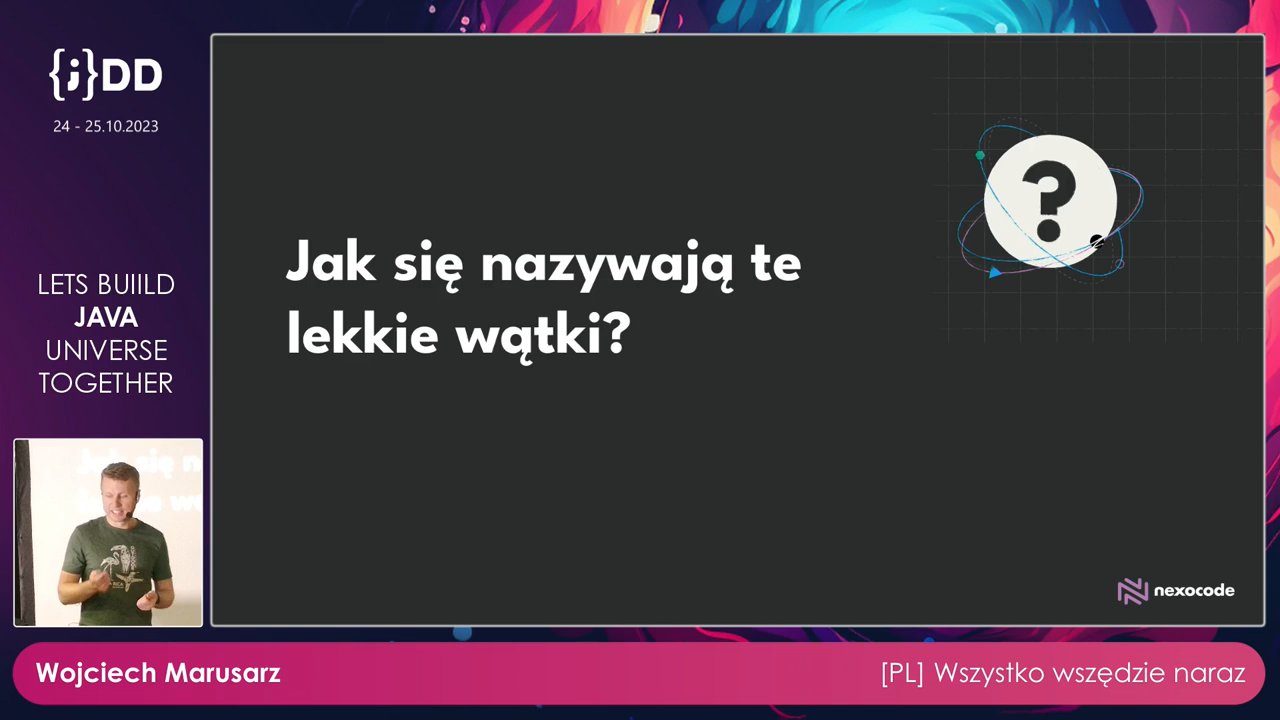 {j}DD
24 - 25.10.2023
LETS BUIILD
JAVA
UNIVERSE
TOGETHER
Jak się nazywają te
lekkie wątki?
?
nexocode
Wojciech Marusarz
[PL] Wszystko wszędzie naraz